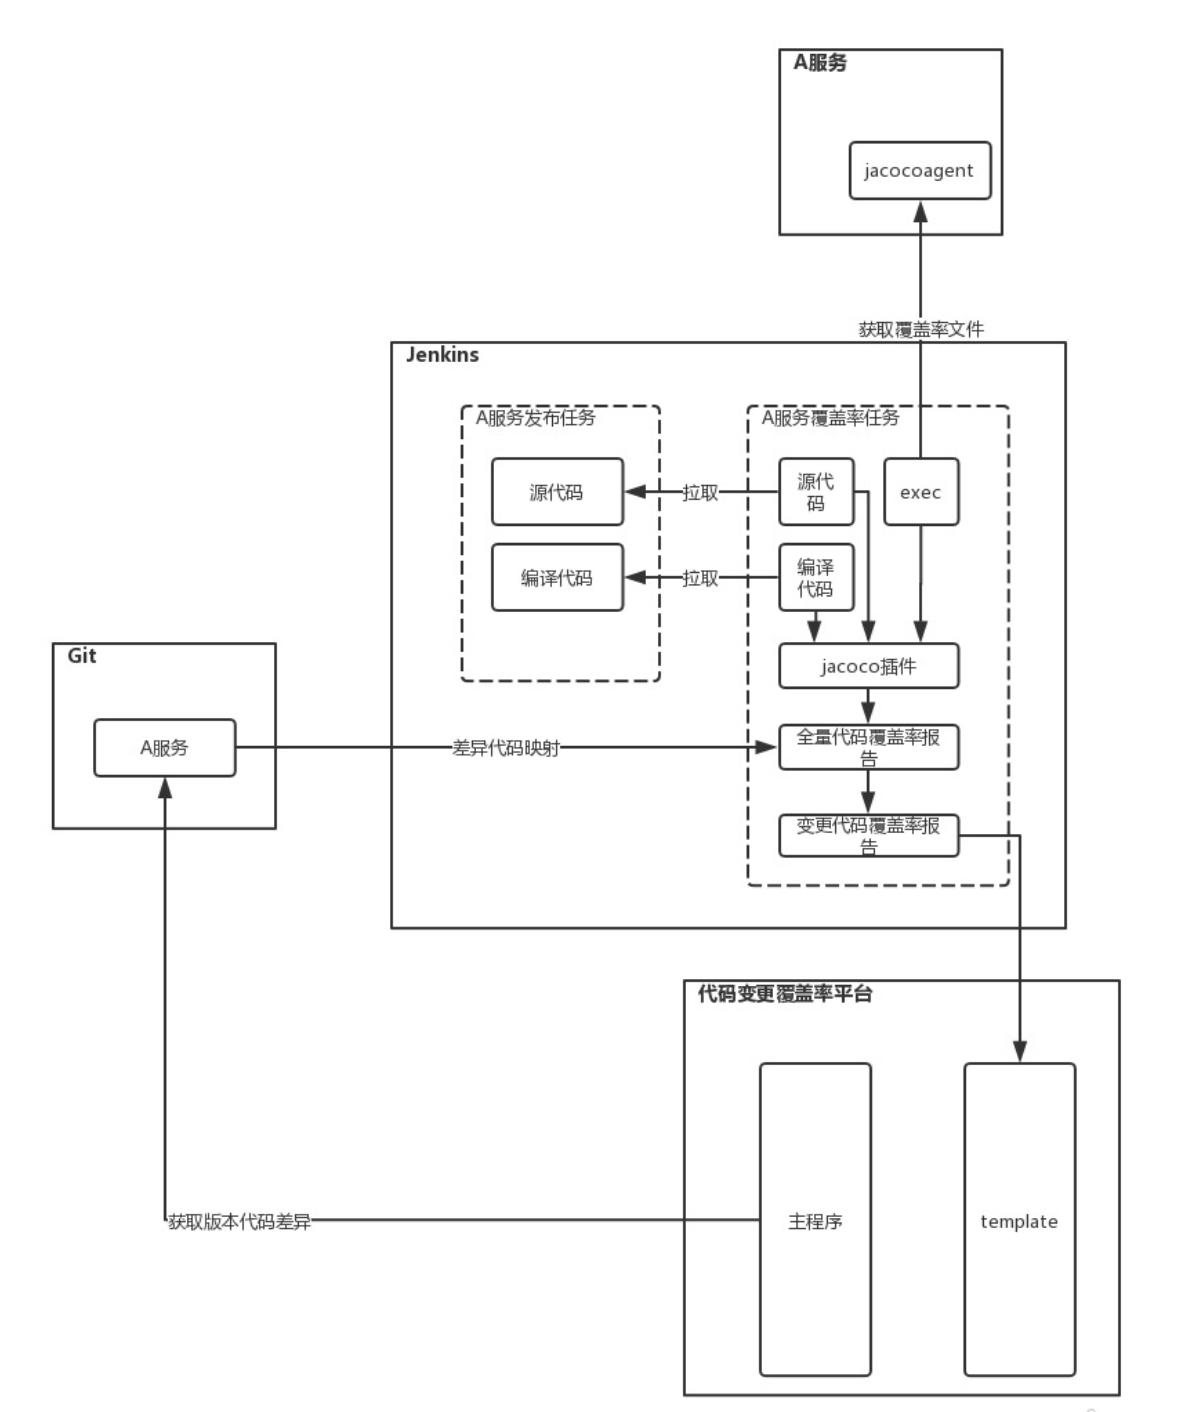 A服务
jacocoagent
获取覆盖率文件
Jenkins
A服务发布任务
A服务覆盖率任务
源代码
拉取
源代
码
exec
编译代码
拉取
编译
代码
Git
jacoco插件
A服务
差异代码映射
全量代码覆盖率报
告
变更代码覆盖率报
告
代码变更覆盖率平台
获取版本代码差异
主程序
template